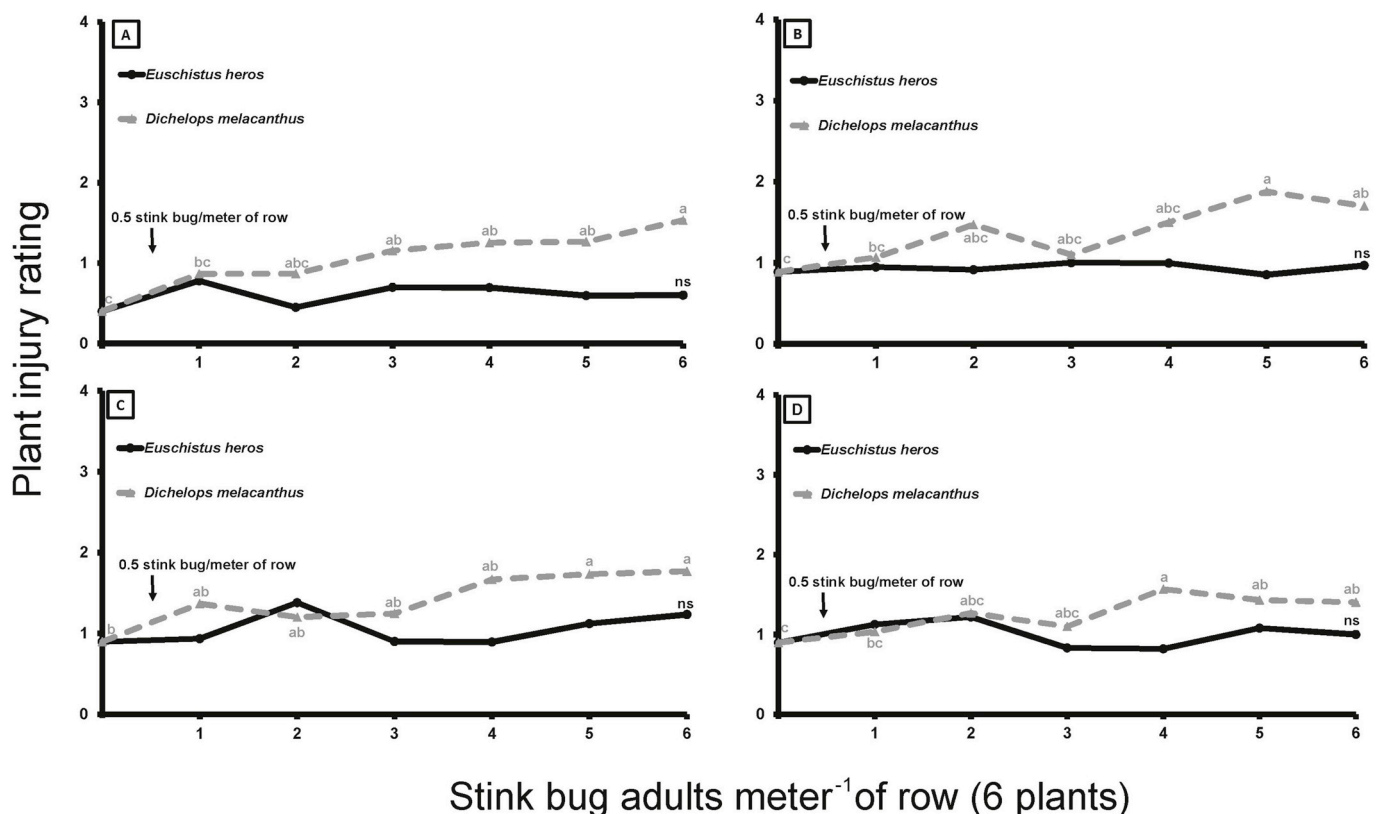 Plant injury rating
A
4
3
2
1
0
Euschistus heros
Dichelops melacanthus
0.5 stink bug/meter of row
c
bc
abc
ab
ab
ab
a
ns
1 2 3 4 5 6
B
4
3
2
1
0
Euschistus heros
Dichelops melacanthus
0.5 stink bug/meter of row
c
bc
abc
abc
abc
a
ab
ns
1 2 3 4 5 6
C
4
3
2
1
0
Euschistus heros
Dichelops melacanthus
0.5 stink bug/meter of row
b
ab
ab
ab
ab
a
a
ns
1 2 3 4 5 6
D
4
3
2
1
0
Euschistus heros
Dichelops melacanthus
0.5 stink bug/meter of row
c
bc
abc
abc
a
ab
ab
ns
1 2 3 4 5 6
Stink bug adults meter⁻¹ of row (6 plants)